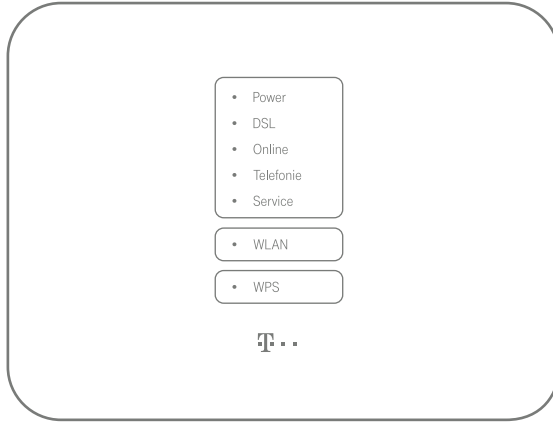 • Power
• DSL
• Online
• Telefonie
• Service
• WLAN
• WPS
T